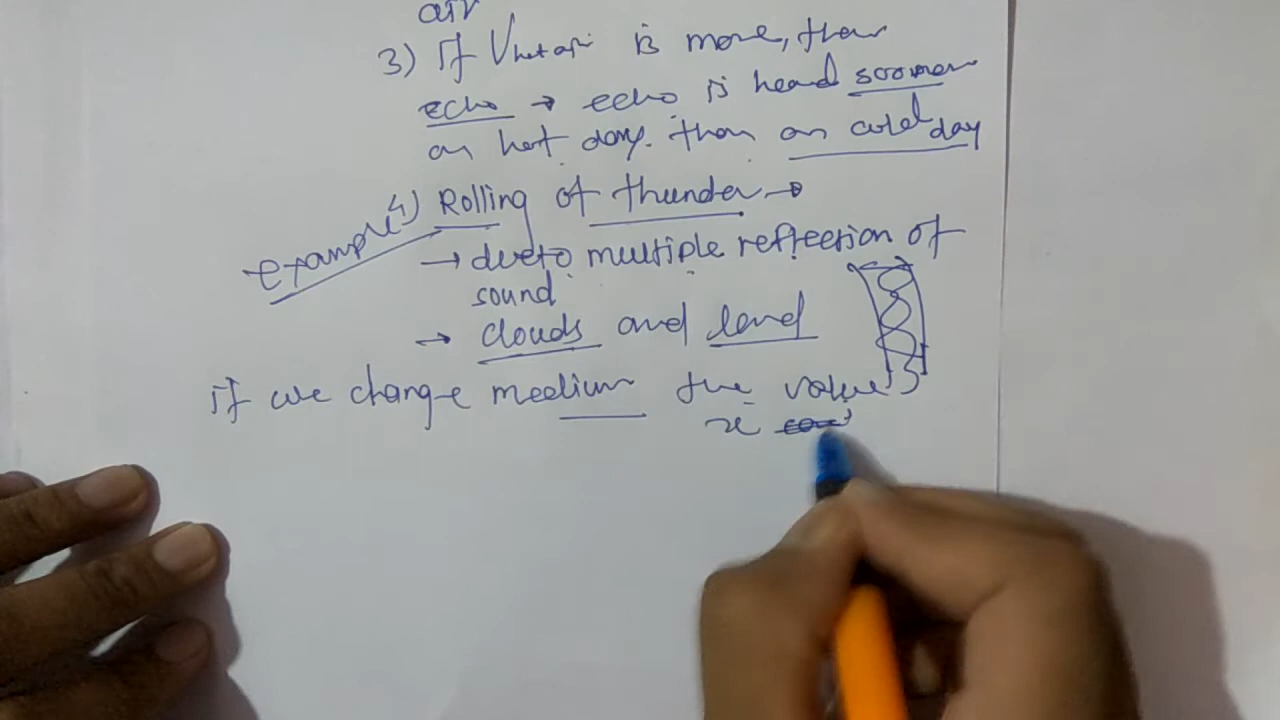 air
3) If Vhot air is more, then
echo → echo is heard sooner
on hot day. than on cold day
example 4) Rolling of thunder →
→ due to multiple reflection of
sound
→ clouds and land
if we change medium the value